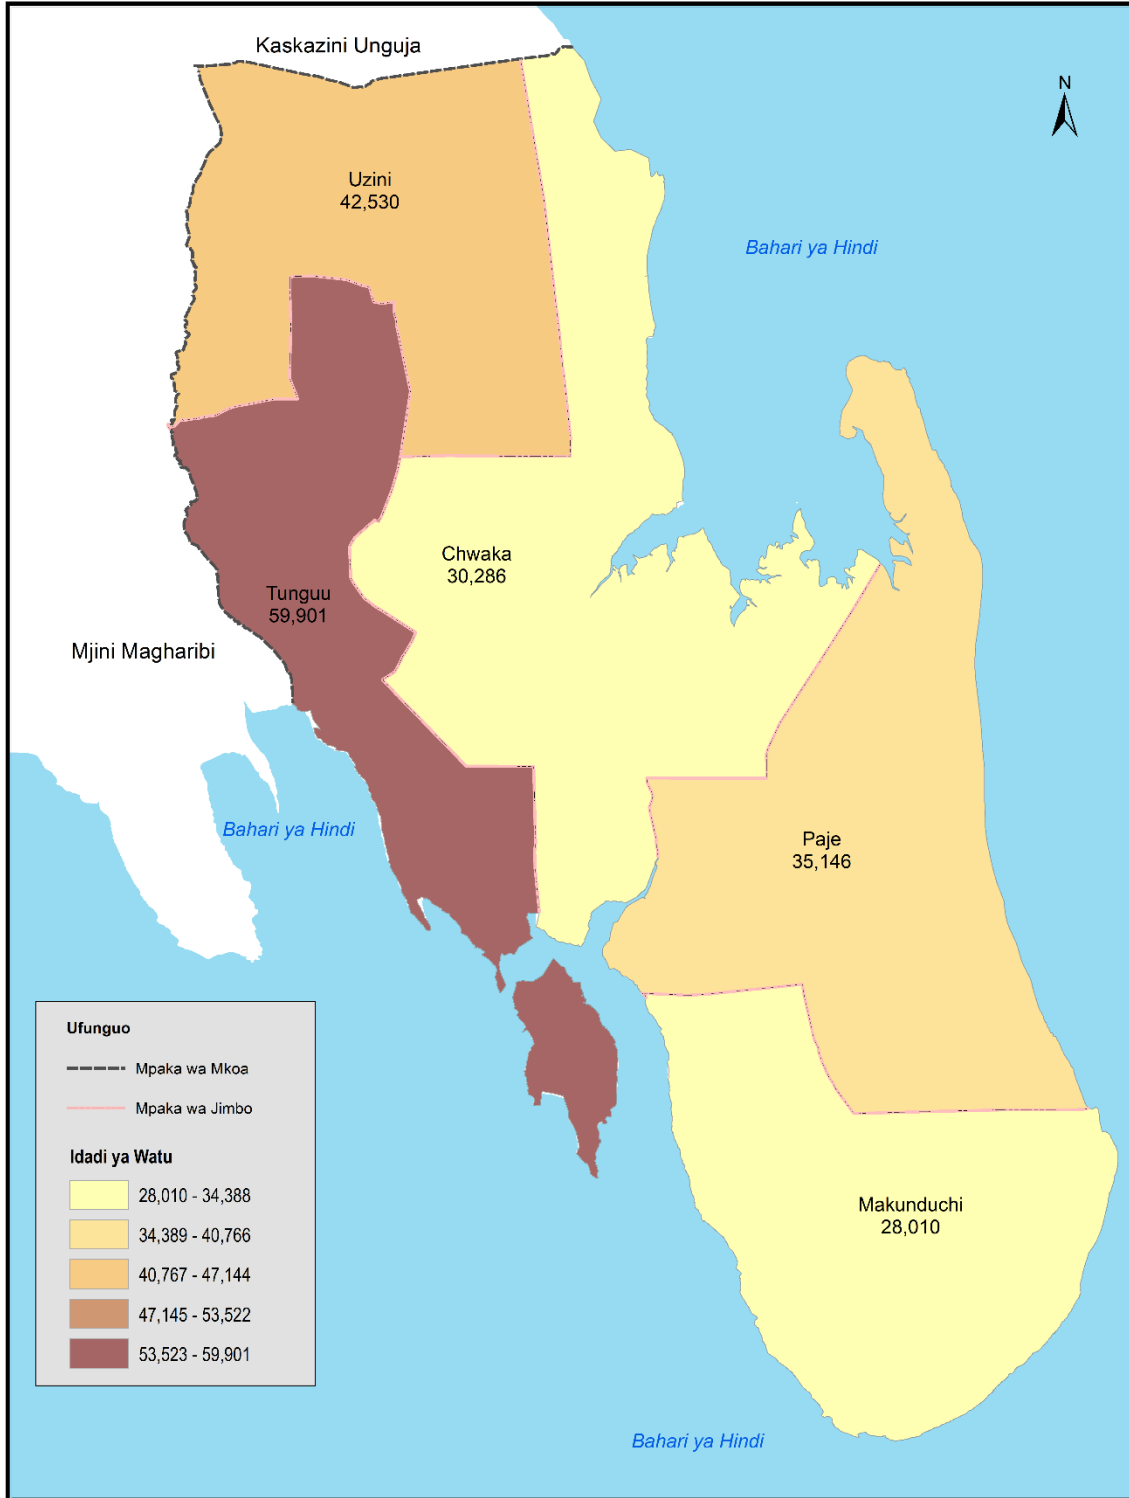 Kaskazini Unguja
N
Uzini
42,530
Bahari ya Hindi
Chwaka
30,286
Tunguu
59,901
Mjini Magharibi
Bahari ya Hindi
Paje
35,146
Makunduchi
28,010
Bahari ya Hindi
Ufunguo
Mpaka wa Mkoa
Mpaka wa Jimbo
Idadi ya Watu
28,010 - 34,388
34,389 - 40,766
40,767 - 47,144
47,145 - 53,522
53,523 - 59,901